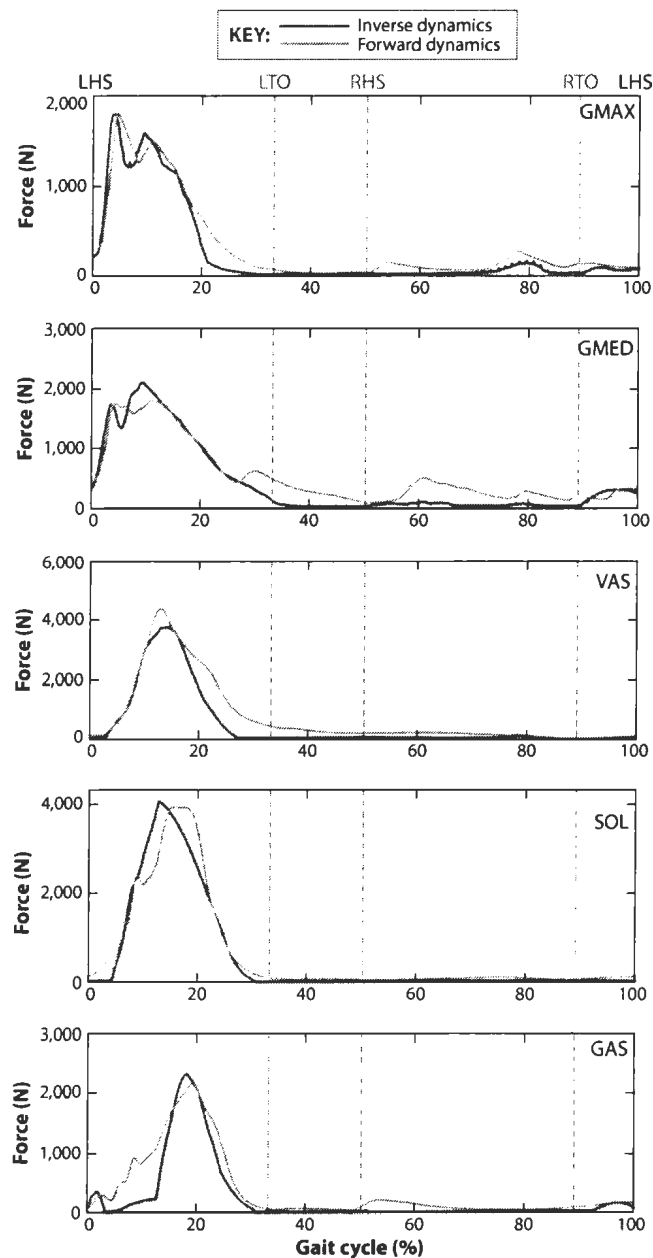 KEY: Inverse dynamics
Forward dynamics
LHS LTO RHS RTO LHS
GMAX
2,000
1,000
0
Force (N)
0 20 40 60 80 100
GMED
3,000
2,000
1,000
0
Force (N)
0 20 40 60 80 100
VAS
6,000
4,000
2,000
0
Force (N)
0 20 40 60 80 100
SOL
4,000
2,000
0
Force (N)
0 20 40 60 80 100
GAS
3,000
2,000
1,000
0
Force (N)
0 20 40 60 80 100
Gait cycle (%)